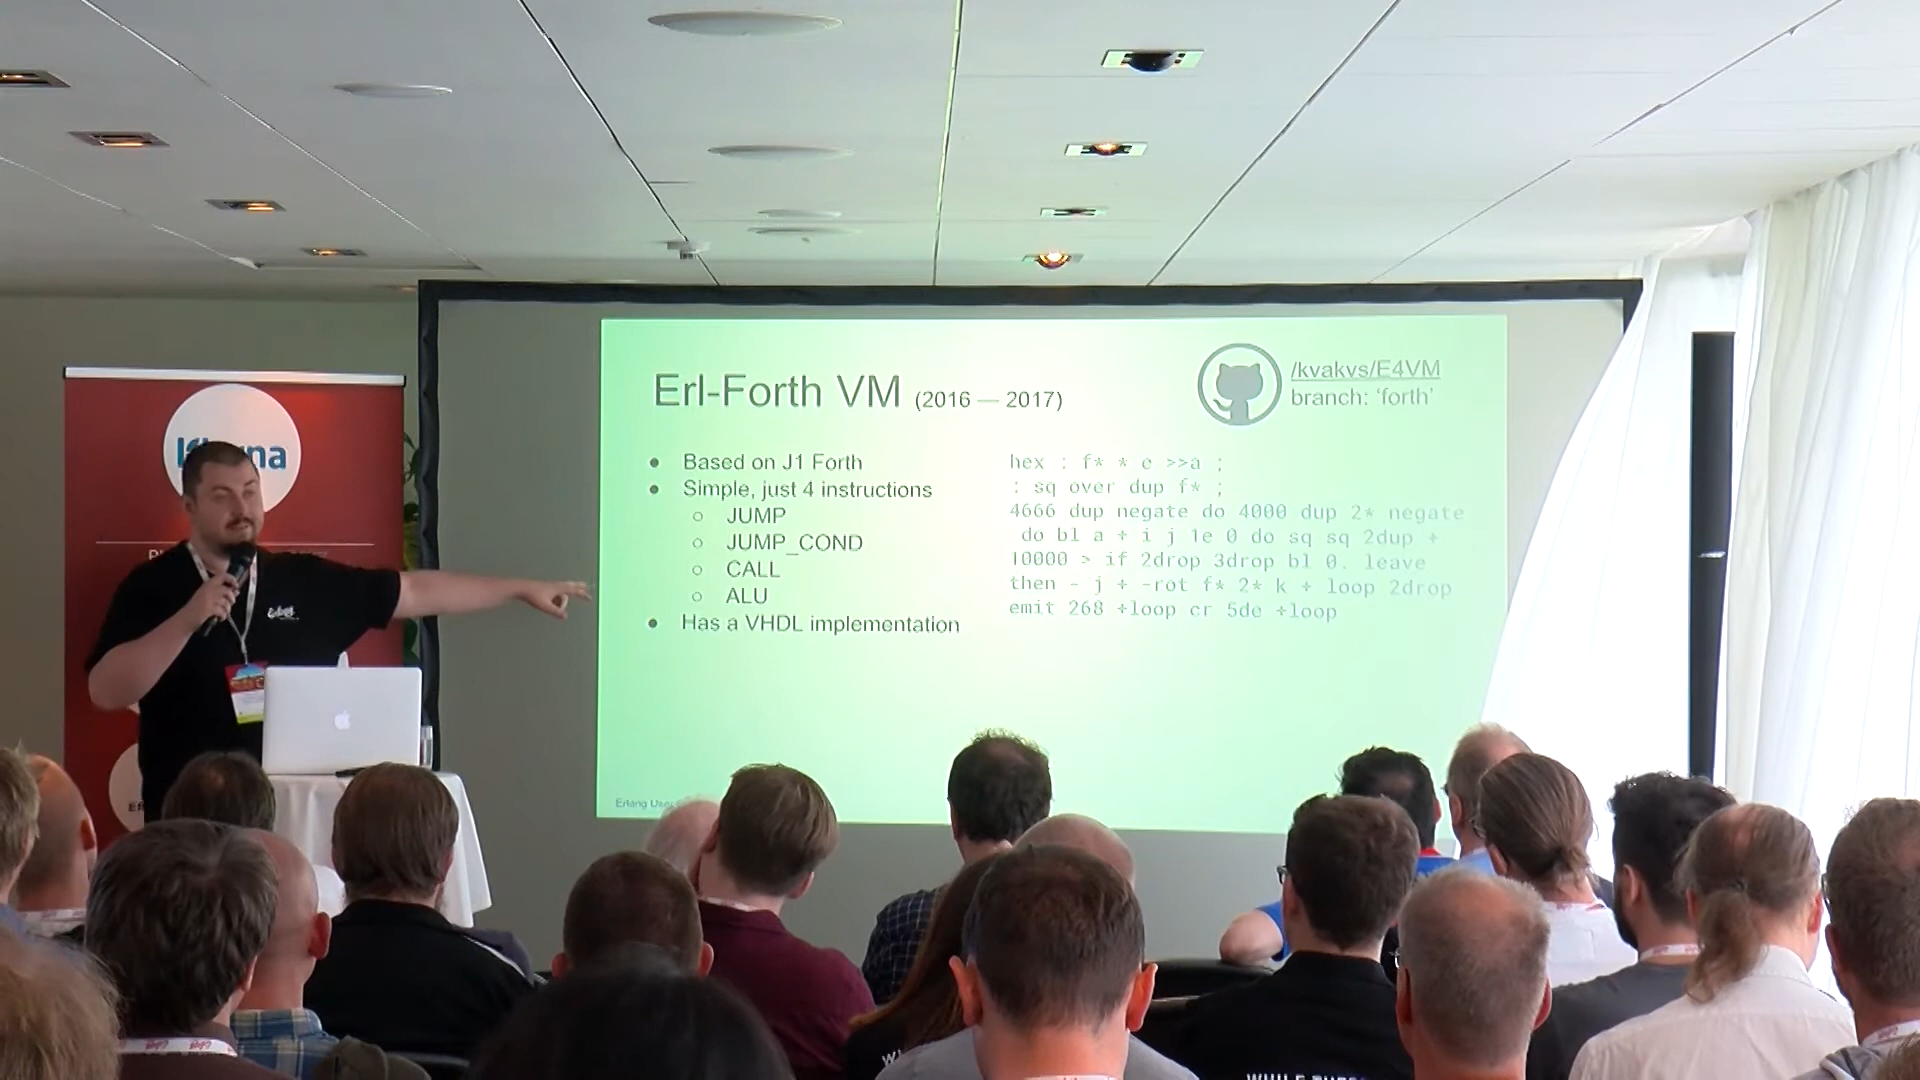 Erl-Forth VM (2016 — 2017)
/kvakvs/E4VM
branch: ‘forth’
● Based on J1 Forth
● Simple, just 4 instructions
○ JUMP
○ JUMP_COND
○ CALL
○ ALU
● Has a VHDL implementation
hex : f* * e >>a ;
: sq over dup f* ;
4666 dup negate do 4000 dup 2* negate
do bl a + i j 1e 0 do sq sq 2dup +
10000 > if 2drop 3drop bl 0. leave
then - j + -rot f* 2* k + loop 2drop
emit 268 +loop cr 5de +loop
Erlang